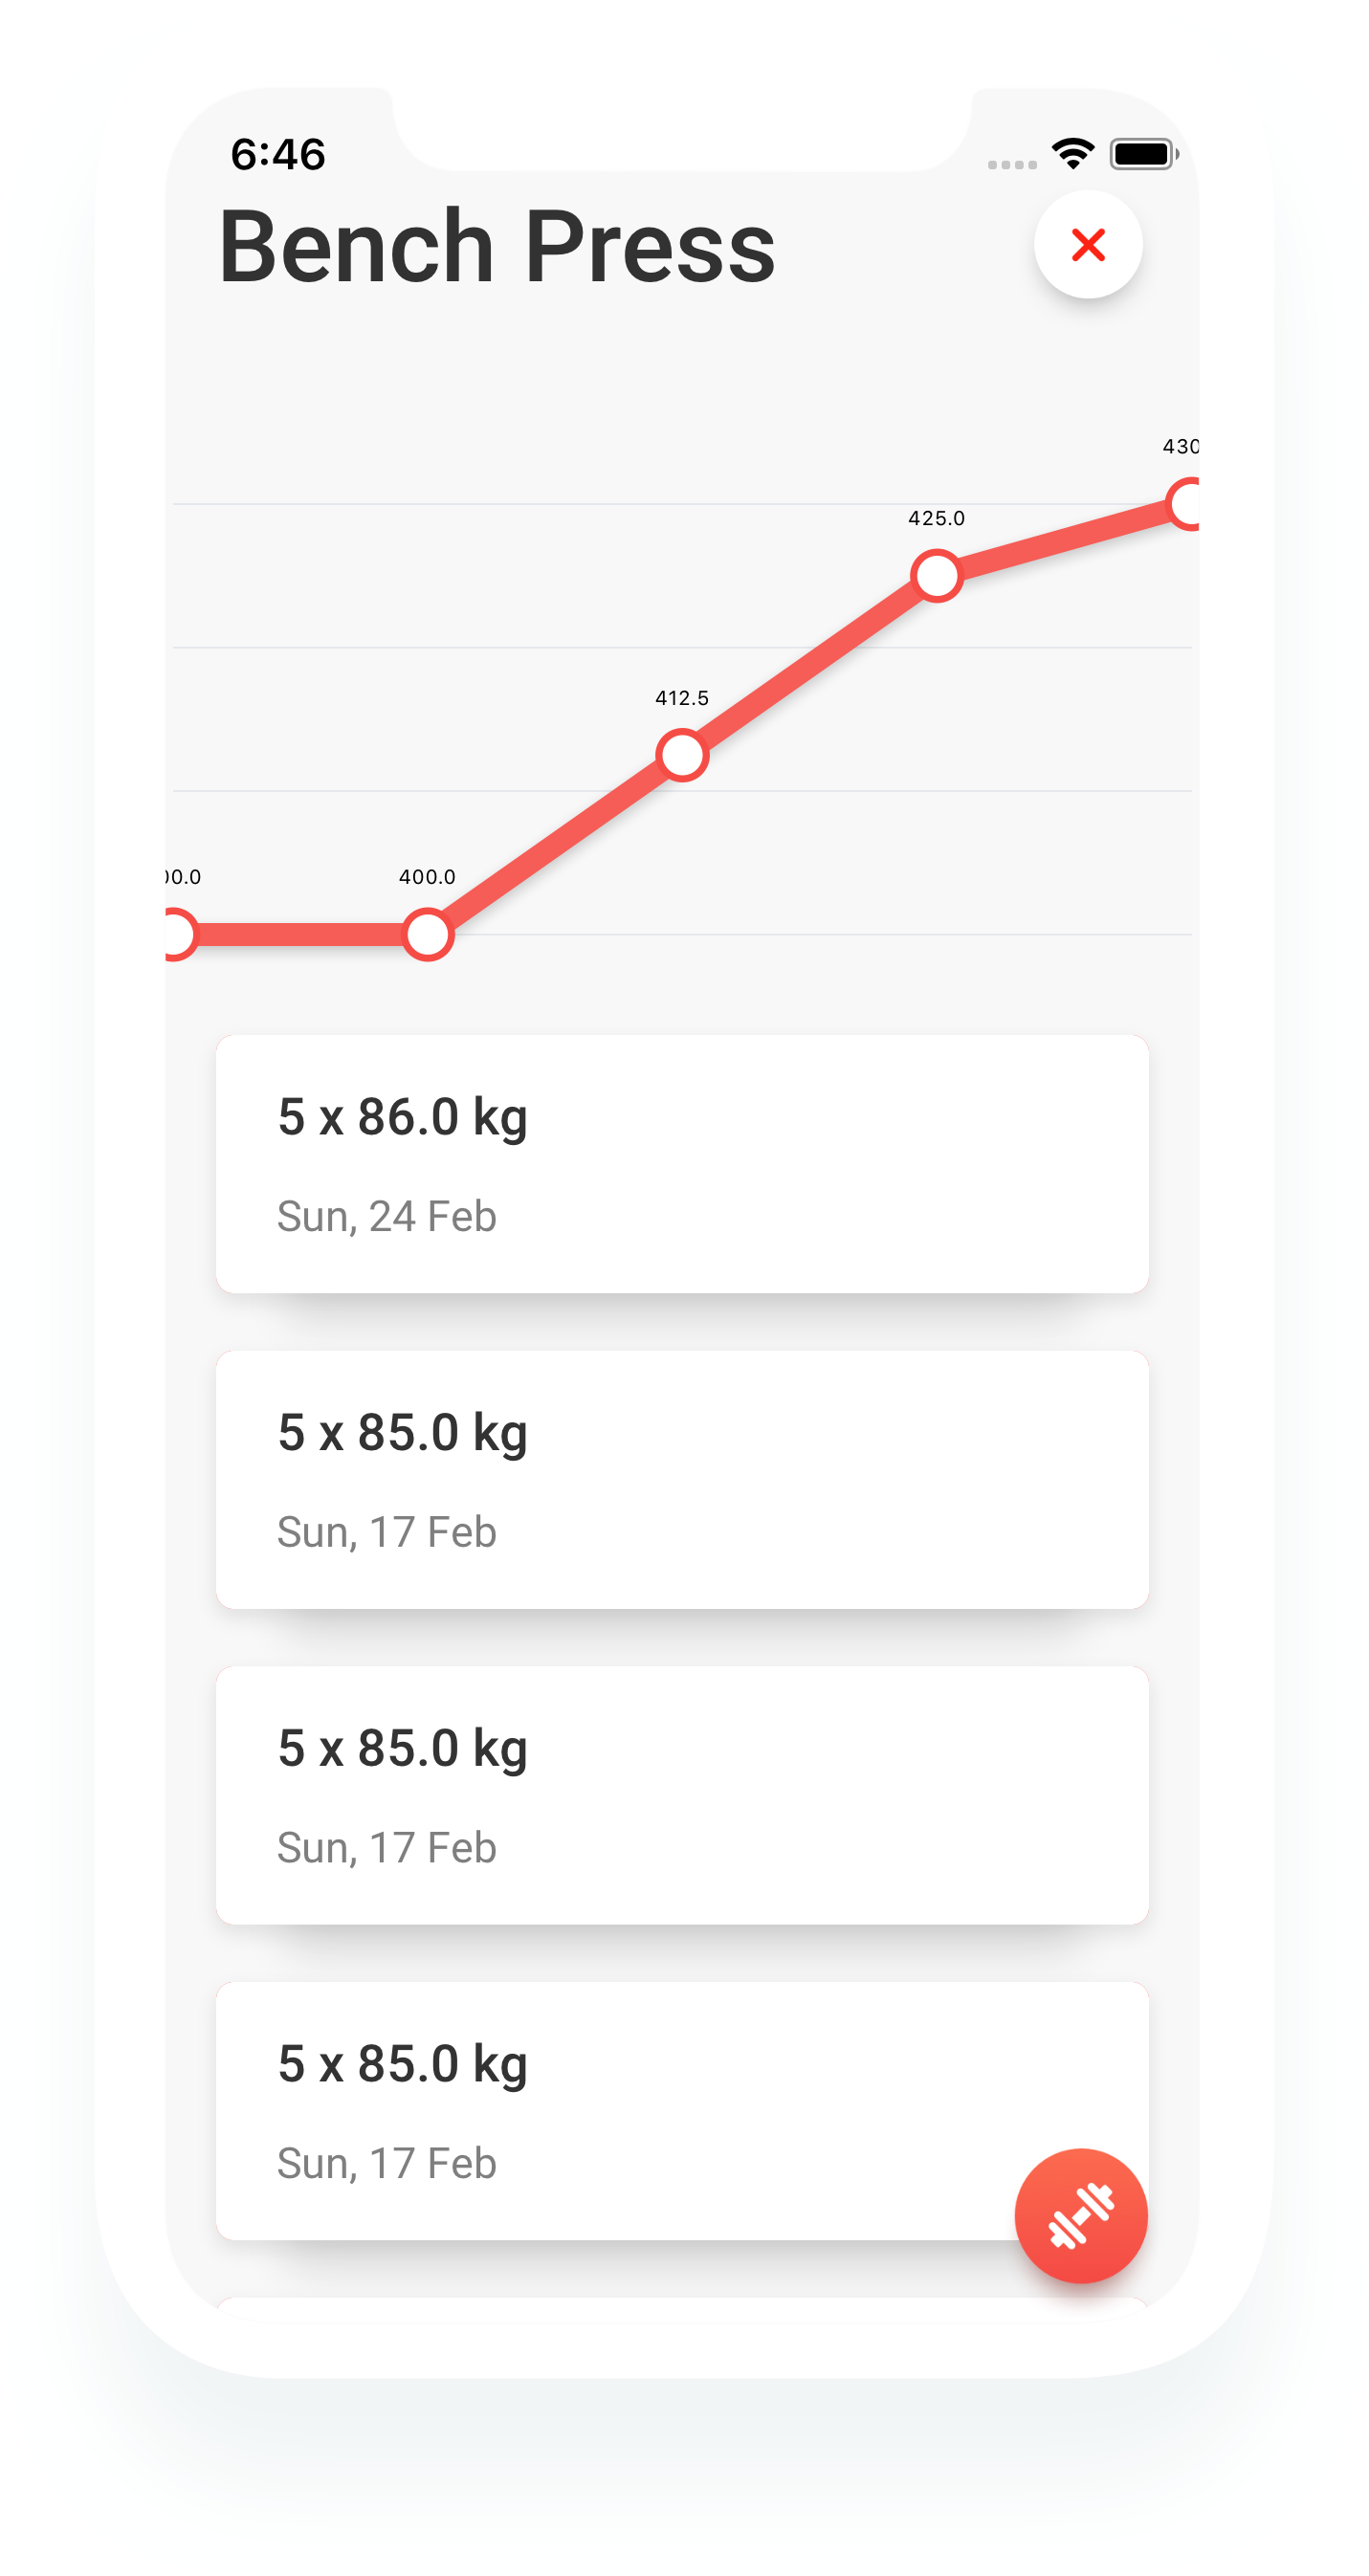 6:46
Bench Press
430
425.0
412.5
00.0
400.0
5 x 86.0 kg
Sun, 24 Feb
5 x 85.0 kg
Sun, 17 Feb
5 x 85.0 kg
Sun, 17 Feb
5 x 85.0 kg
Sun, 17 Feb